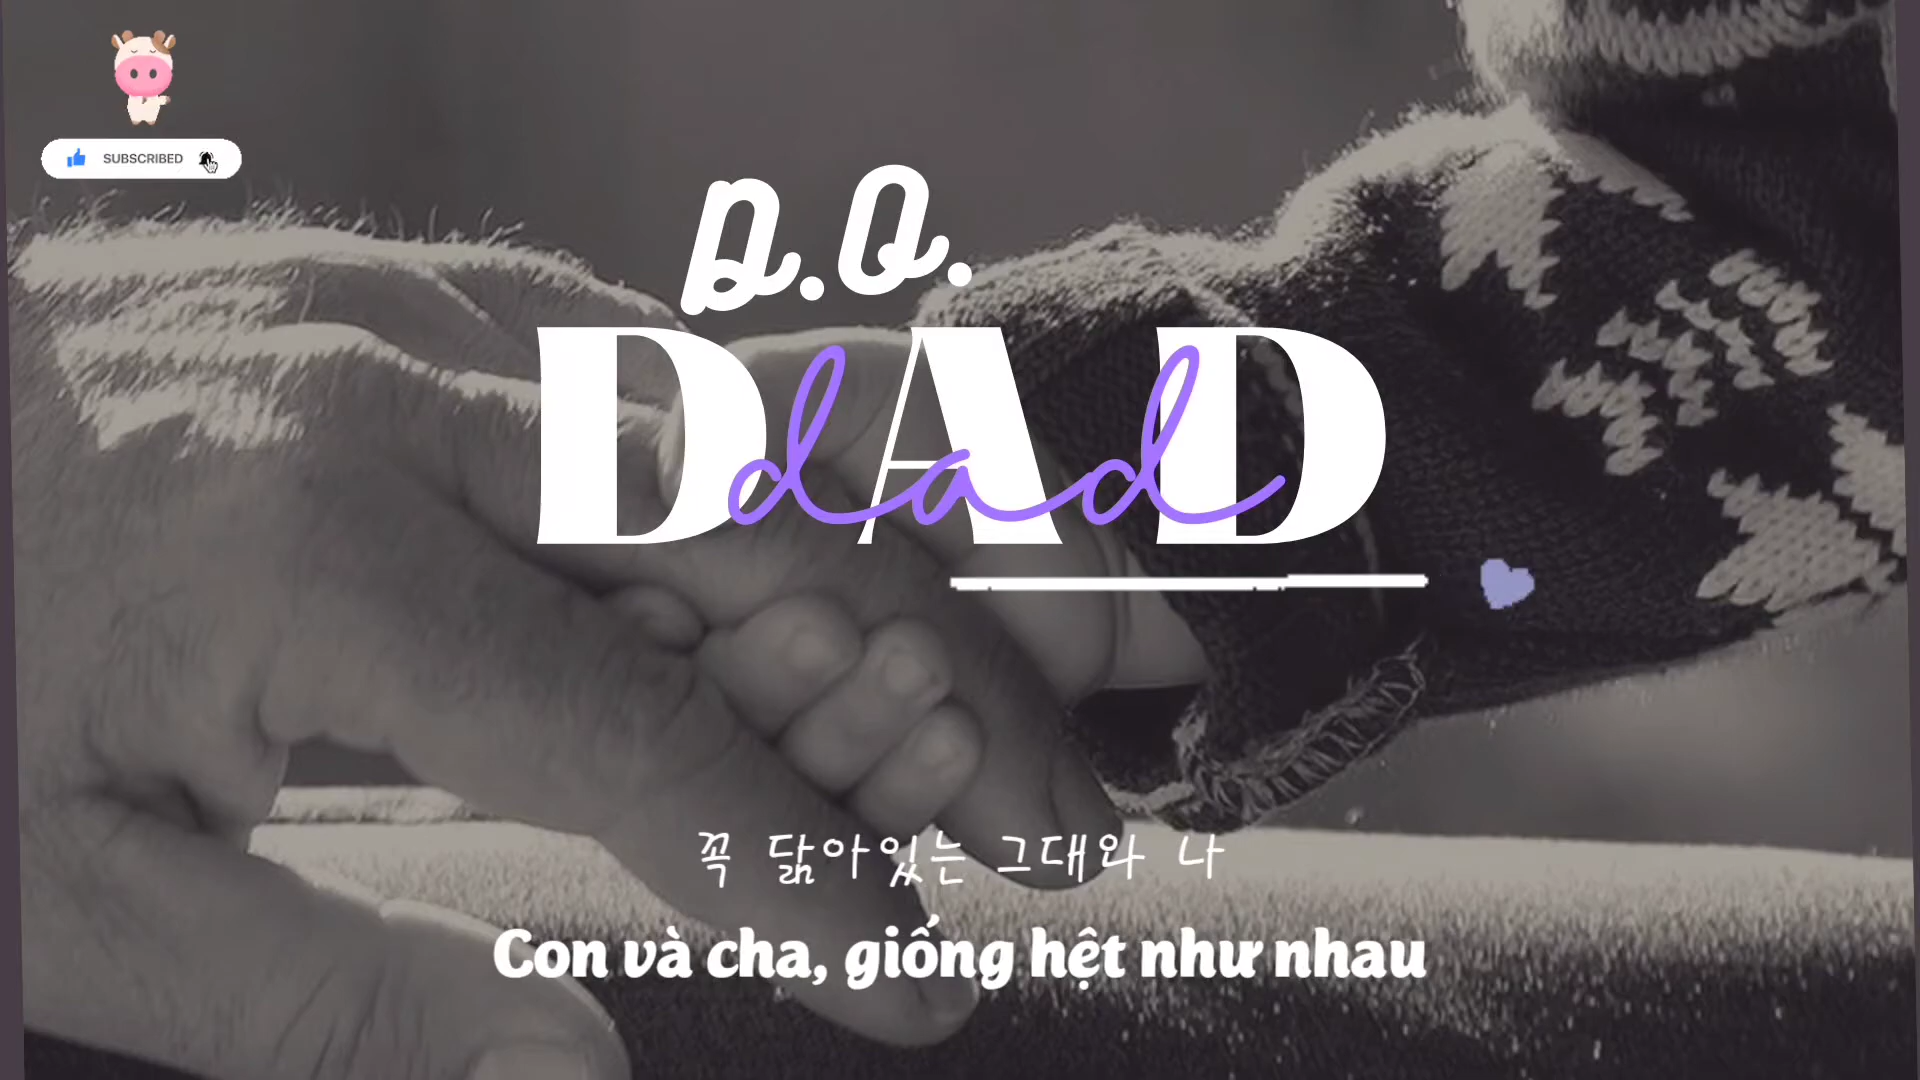 SUBSCRIBED
D.O.
DAD
dad
꼭 닮아있는 그대와 나
Con và cha, giống hệt như nhau